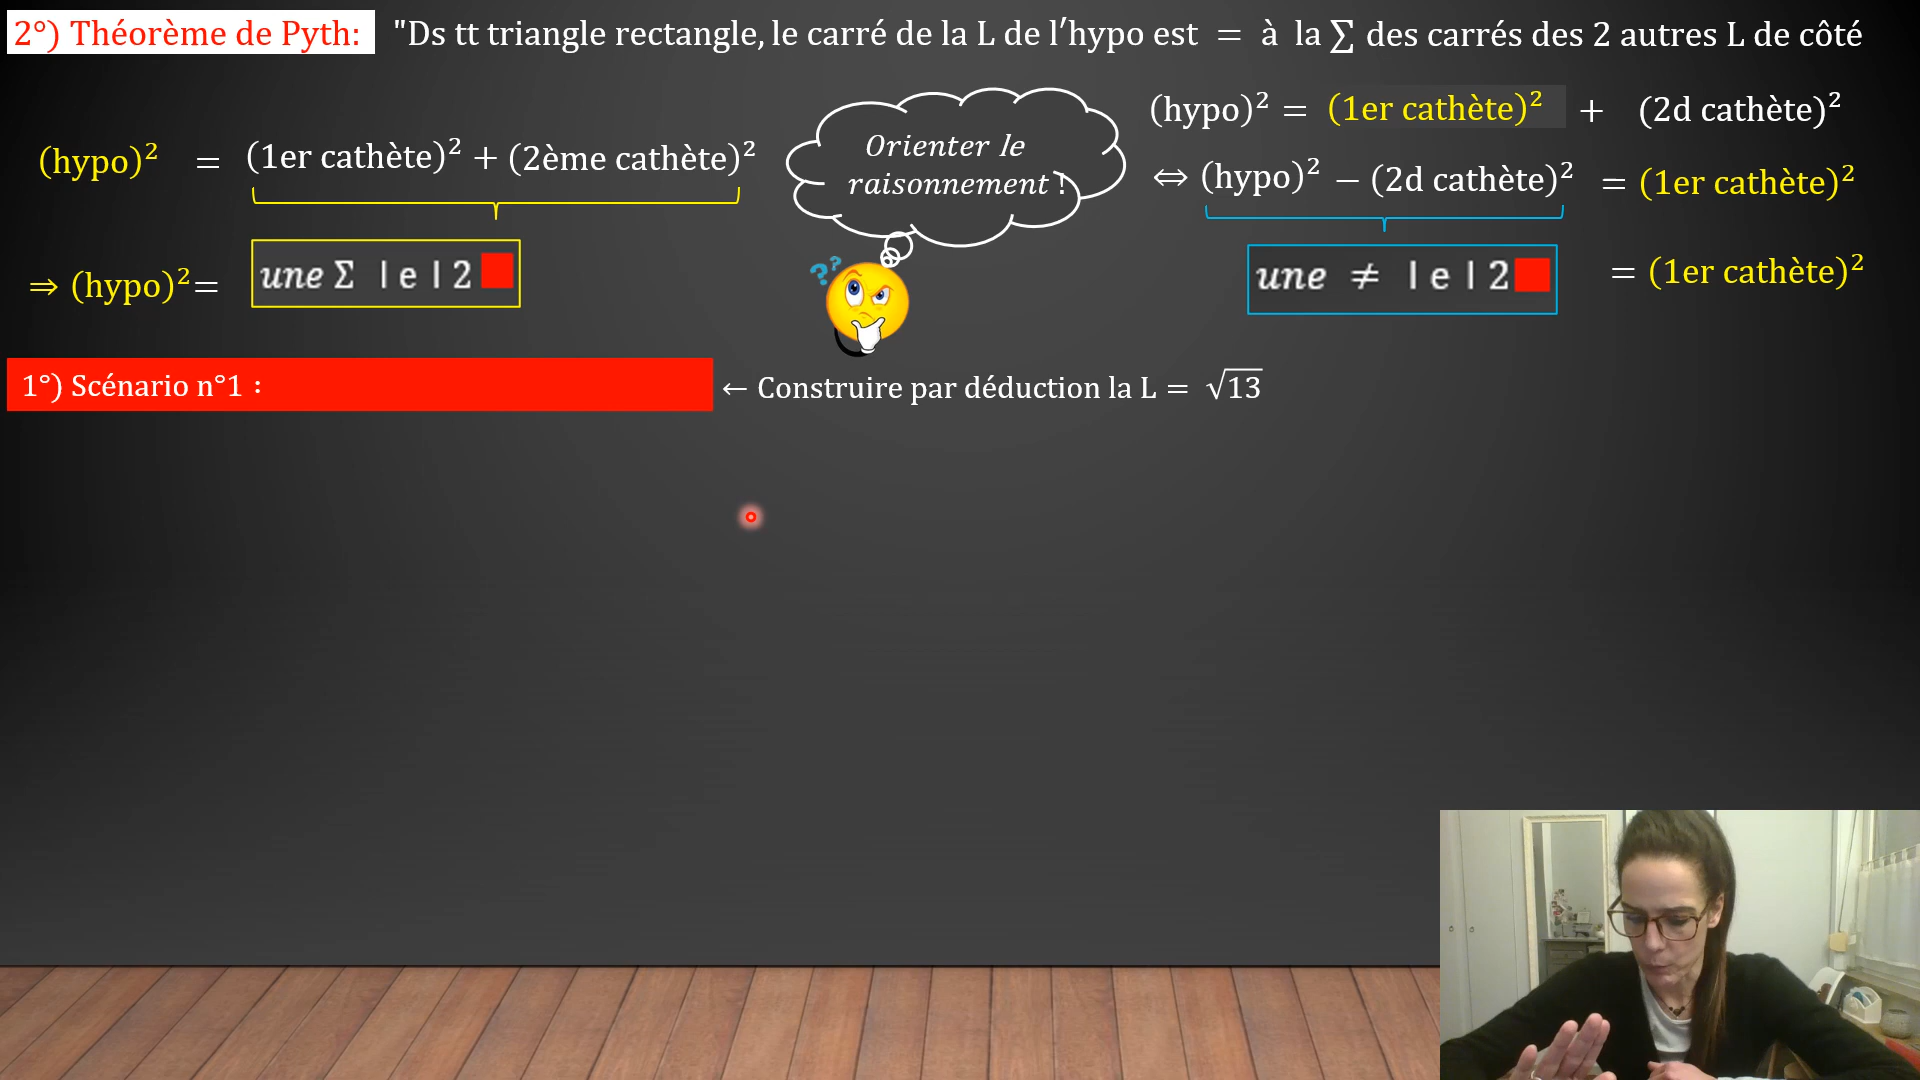 2°) Théorème de Pyth: "Ds tt triangle rectangle, le carré de la L de l′hypo est = à la ∑ des carrés des 2 autres L de côté
(hypo)² = (1er cathète)² + (2ème cathète)²
⇒ (hypo)² =
une Σ | e | 2
Orienter le
raisonnement !
??
(hypo)² = (1er cathète)² + (2d cathète)²
⇔ (hypo)² − (2d cathète)² = (1er cathète)²
une ≠ | e | 2 = (1er cathète)²
1°) Scénario n°1 : ← Construire par déduction la L = √13